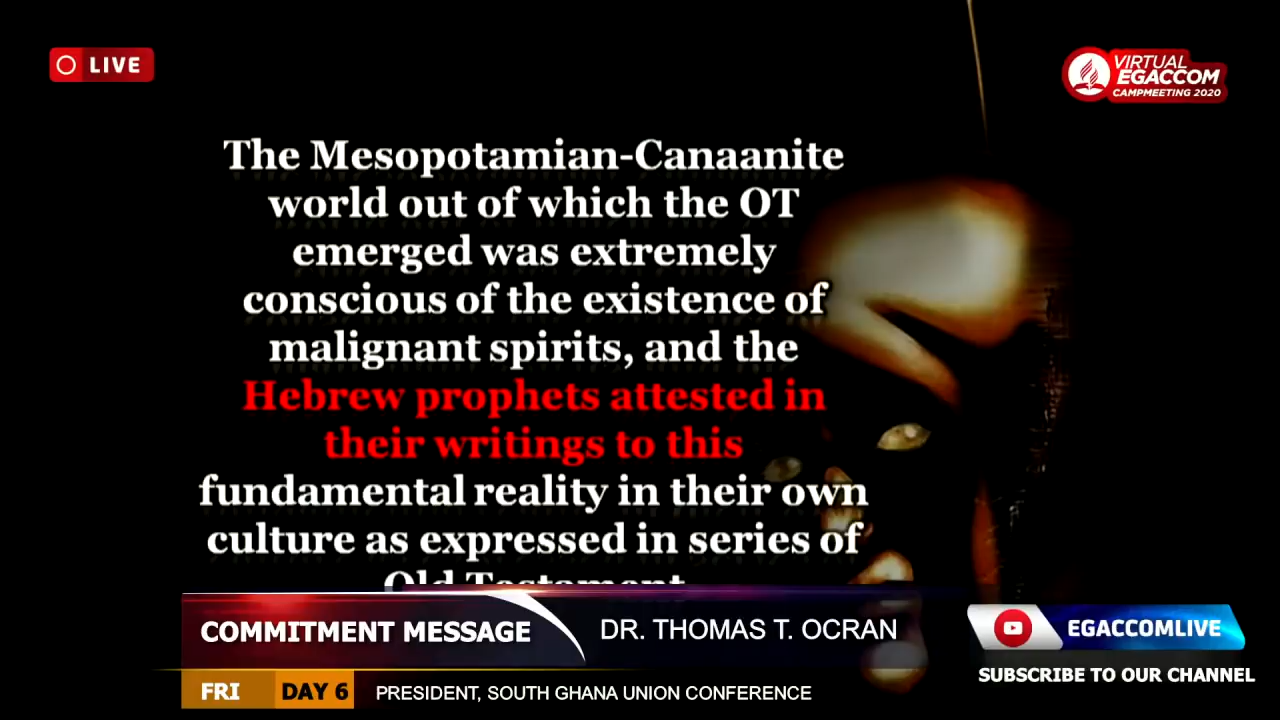 LIVE
VIRTUAL
EGACCOM
CAMPMEETING 2020
The Mesopotamian-Canaanite
world out of which the OT
emerged was extremely
conscious of the existence of
malignant spirits, and the
Hebrew prophets attested in
their writings to this
fundamental reality in their own
culture as expressed in series of
Old Testament
COMMITMENT MESSAGE
DR. THOMAS T. OCRAN
EGACCOMLIVE
SUBSCRIBE TO OUR CHANNEL
FRI
DAY 6
PRESIDENT, SOUTH GHANA UNION CONFERENCE